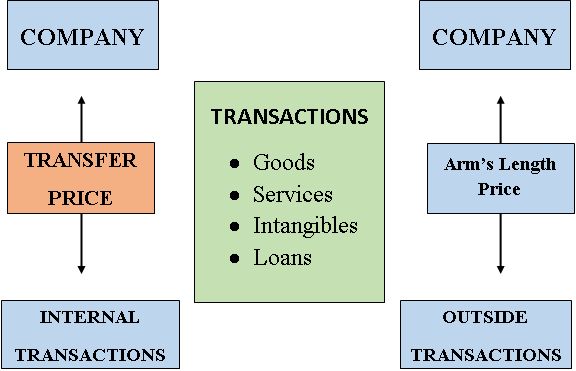 COMPANY
COMPANY
TRANSACTIONS
• Goods
• Services
• Intangibles
• Loans
TRANSFER
PRICE
Arm's Length
Price
INTERNAL
TRANSACTIONS
OUTSIDE
TRANSACTIONS